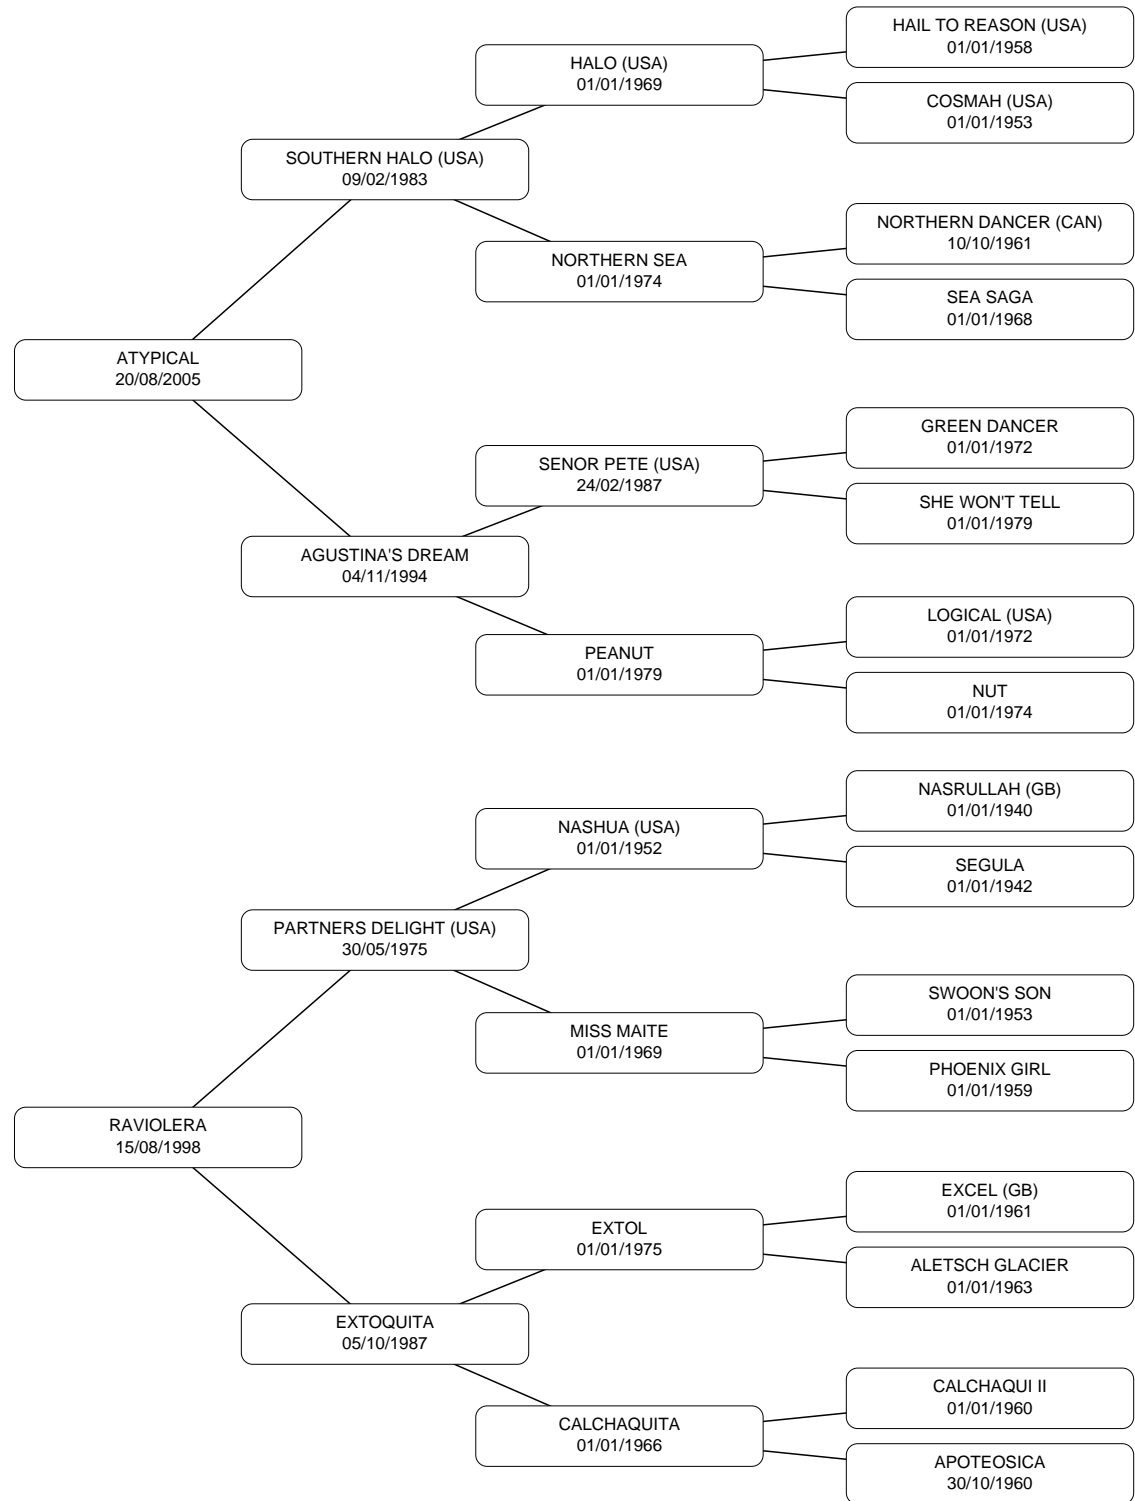 HAIL TO REASON (USA)
01/01/1958
HALO (USA)
01/01/1969
COSMAH (USA)
01/01/1953
SOUTHERN HALO (USA)
09/02/1983
NORTHERN DANCER (CAN)
10/10/1961
NORTHERN SEA
01/01/1974
SEA SAGA
01/01/1968
ATYPICAL
20/08/2005
GREEN DANCER
01/01/1972
SENOR PETE (USA)
24/02/1987
SHE WON'T TELL
01/01/1979
AGUSTINA'S DREAM
04/11/1994
LOGICAL (USA)
01/01/1972
PEANUT
01/01/1979
NUT
01/01/1974
NASRULLAH (GB)
01/01/1940
NASHUA (USA)
01/01/1952
SEGULA
01/01/1942
PARTNERS DELIGHT (USA)
30/05/1975
SWOON'S SON
01/01/1953
MISS MAITE
01/01/1969
PHOENIX GIRL
01/01/1959
RAVIOLERA
15/08/1998
EXCEL (GB)
01/01/1961
EXTOL
01/01/1975
ALETSCH GLACIER
01/01/1963
EXTOQUITA
05/10/1987
CALCHAQUI II
01/01/1960
CALCHAQUITA
01/01/1966
APOTEOSICA
30/10/1960